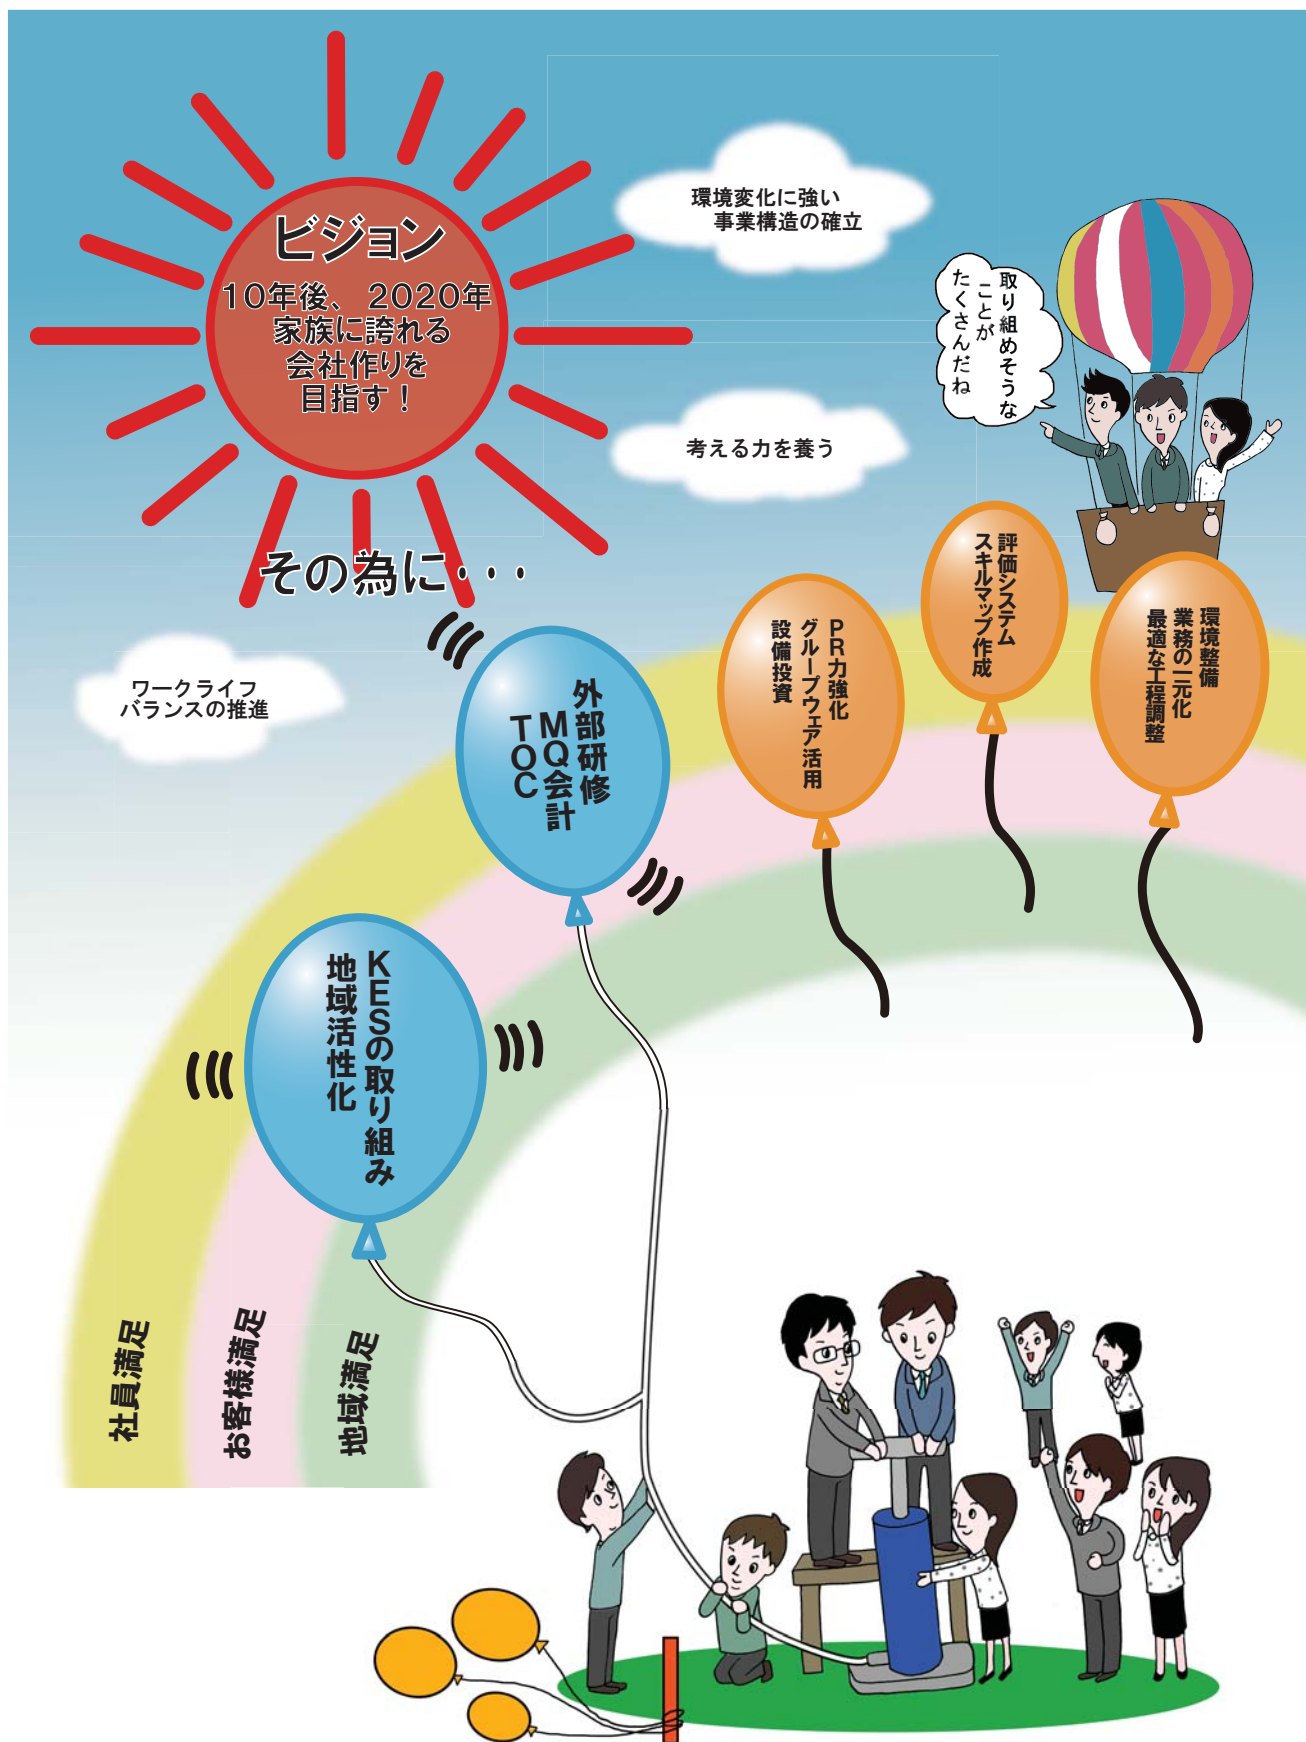 ビジョン
10年後、2020年
家族に誇れる
会社作りを
目指す！
その為に・・・
環境変化に強い
事業構造の確立
考える力を養う
ワークライフ
バランスの推進
取り組めそうな
ことが
たくさんだね
評価システム
スキルマップ作成
環境整備
業務の一元化
最適な工程調整
PR力強化
グループウェア活用
設備投資
外部研修
MQ会計
TOC
KESの取り組み
地域活性化
社員満足
お客様満足
地域満足